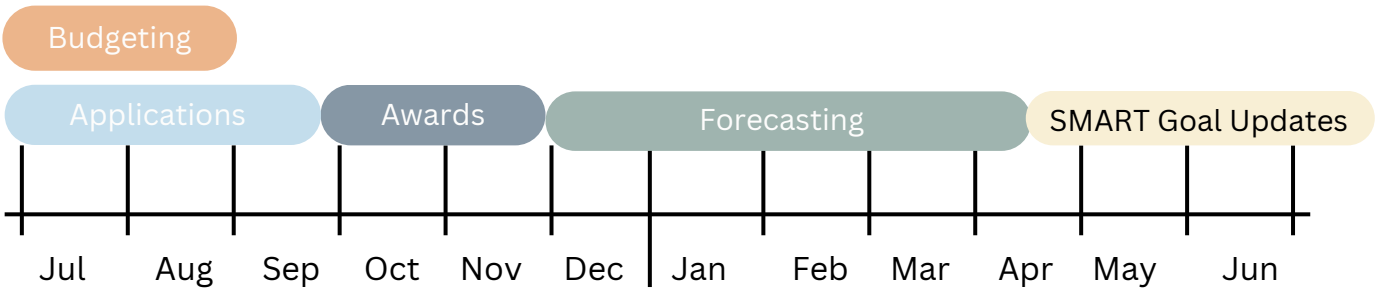 Budgeting
Applications Awards Forecasting SMART Goal Updates
Jul Aug Sep Oct Nov Dec Jan Feb Mar Apr May Jun